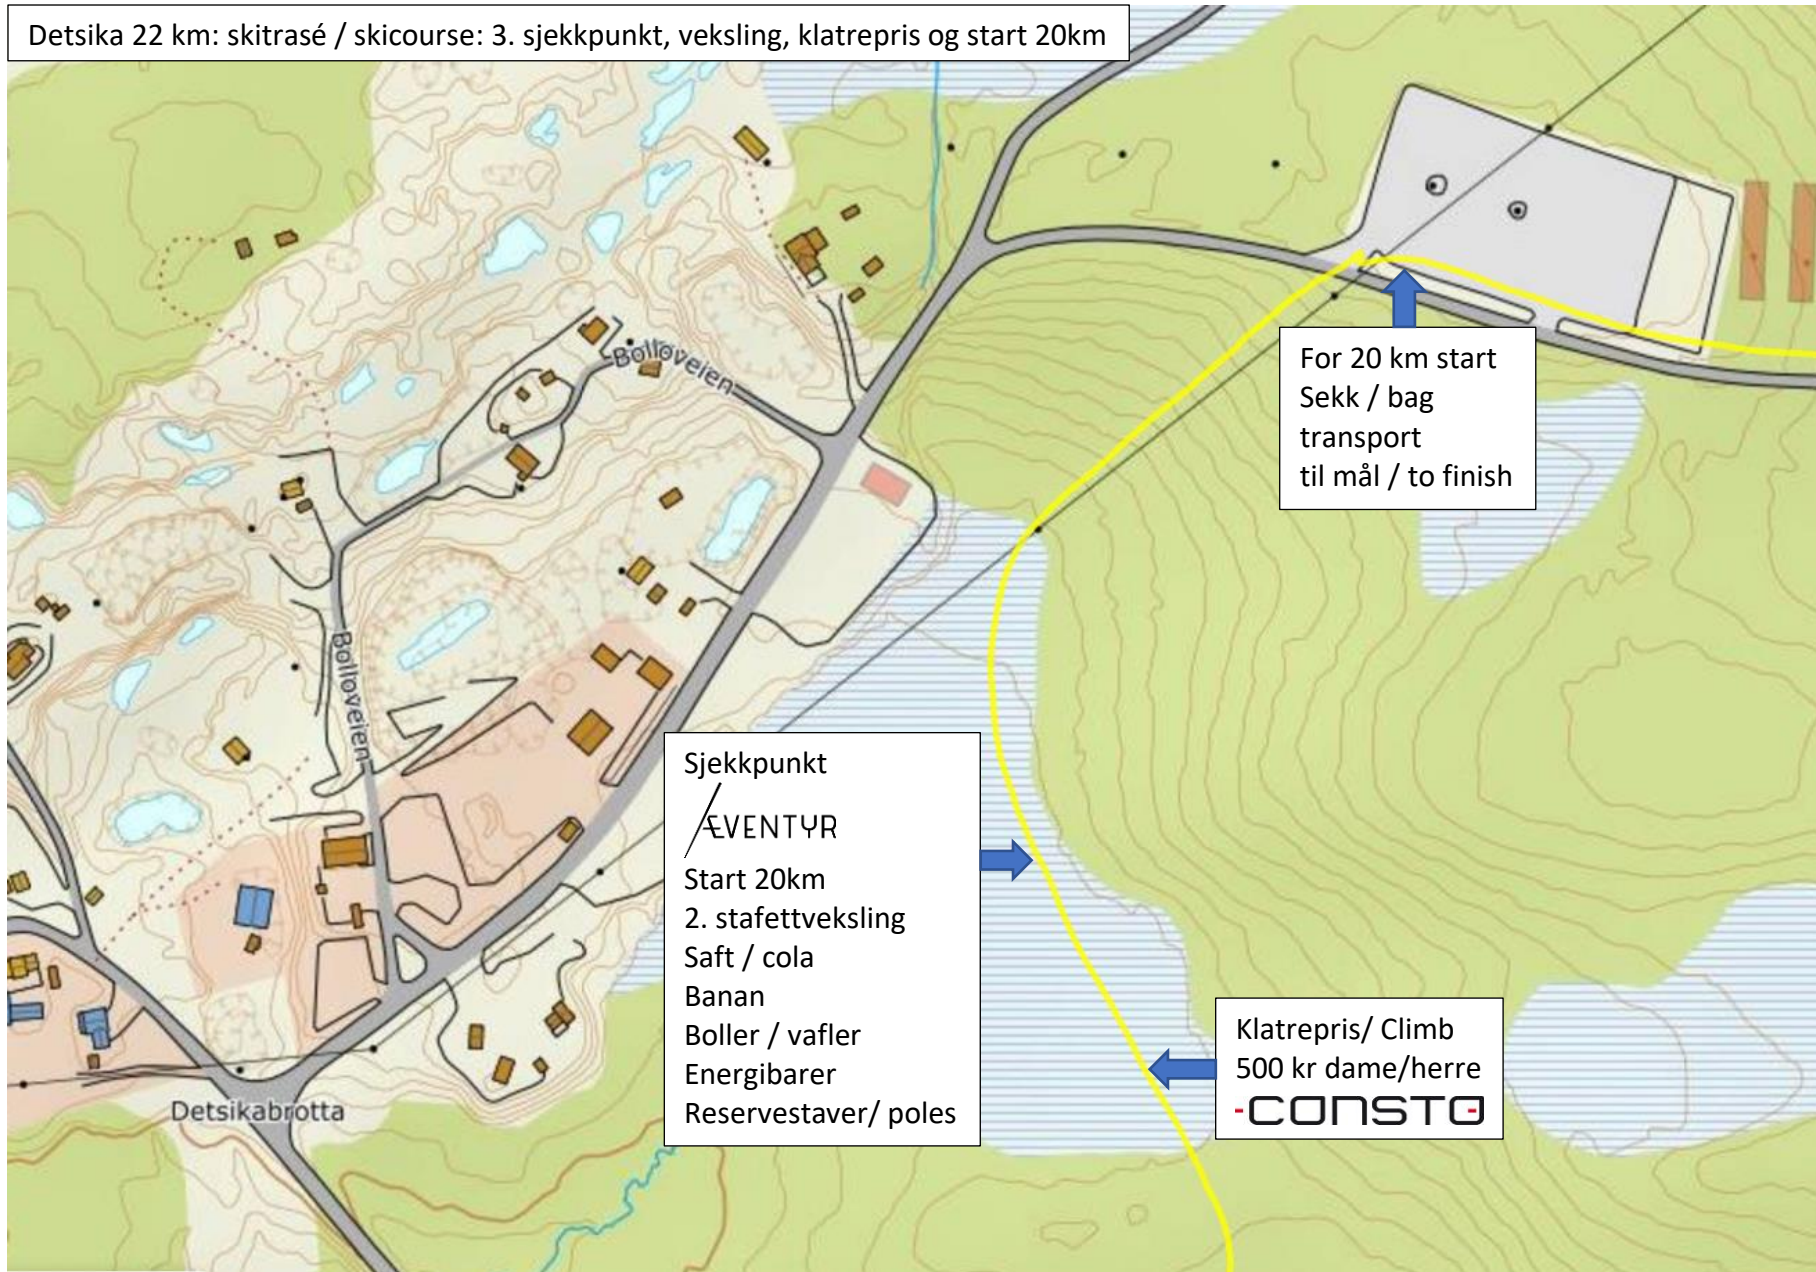 Detsika 22 km: skitrasé / skicourse: 3. sjekkpunkt, veksling, klatrepris og start 20km
Bolloveien
For 20 km start
Sekk / bag
transport
til mål / to finish
Bolloveien
Sjekkpunkt
ÆVENTYR
Start 20km
2. stafettveksling
Saft / cola
Banan
Boller / vafler
Energibarer
Reservestaver/ poles
Klatrepris/ Climb
500 kr dame/herre
CONSTO
Detsikabrotta